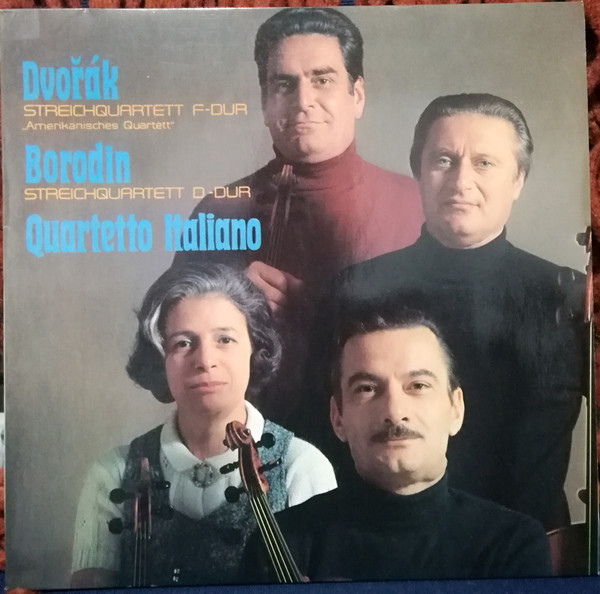 Dvořák
STREICHQUARTETT F-DUR
„Amerikanisches Quartett"
Borodin
STREICHQUARTETT D-DUR
Quartetto Italiano